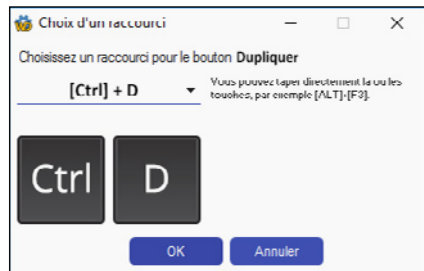 Choix d'un raccourci
Choisissez un raccourci pour le bouton Dupliquer
[Ctrl] + D
Vous pouvez taper directement la ou les
touches, par exemple [ALT]+[F3].
Ctrl
D
OK
Annuler